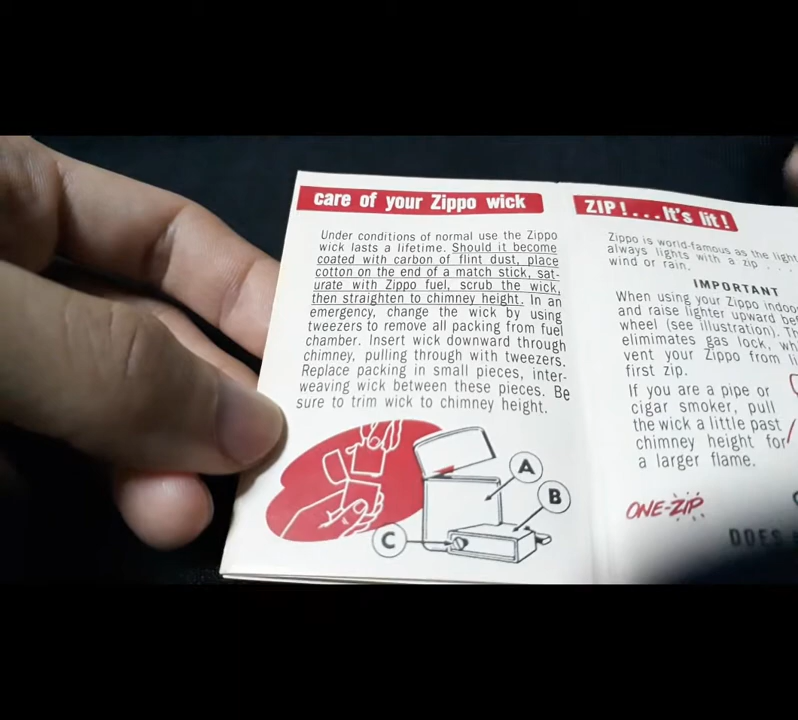 care of your Zippo wick
Under conditions of normal use the Zippo
wick lasts a lifetime. Should it become
coated with carbon of flint dust, place
cotton on the end of a match stick, sat-
urate with Zippo fuel, scrub the wick,
then straighten to chimney height. In an
emergency, change the wick by using
tweezers to remove all packing from fuel
chamber. Insert wick downward through
chimney, pulling through with tweezers.
Replace packing in small pieces, inter-
weaving wick between these pieces. Be
sure to trim wick to chimney height.
A
B
C
ZIP!...It's lit!
Zippo is world-famous as the
always lights with a zip . . .
wind or rain.
IMPORTANT
When using your Zippo
and raise lighter upward
wheel (see illustration).
elimimates gas lock,
vent your Zippo from
first zip.
If you are a pipe or
cigar smoker, pull
the wick a little past
chimney height for
a larger flame.
ONE-ZIP
DOES